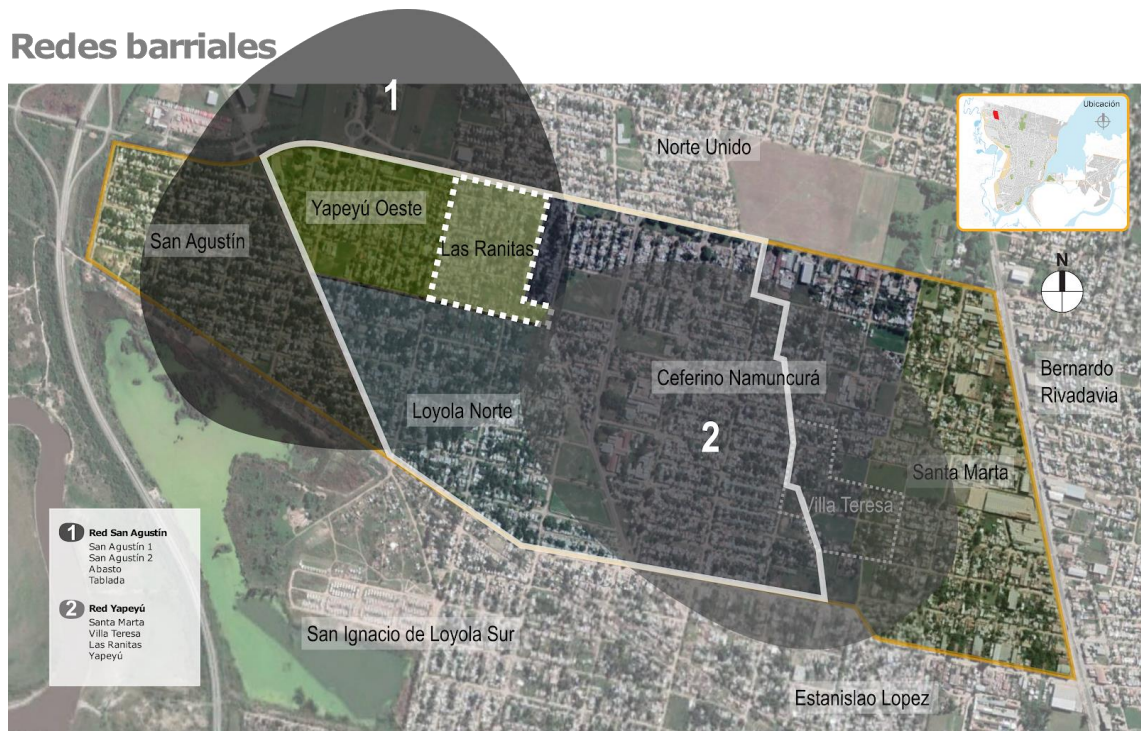 Redes barriales
1
Ubicación
Norte Unido
Yapeyú Oeste
San Agustín
Las Ranitas
N
Bernardo
Rivadavia
Ceferino Namuncurá
Loyola Norte
2
Santa Marta
Villa Teresa
1 Red San Agustín
San Agustín 1
San Agustín 2
Abasto
Tablada
2 Red Yapeyú
Santa Marta
Villa Teresa
Las Ranitas
Yapeyú
San Ignacio de Loyola Sur
Estanislao Lopez